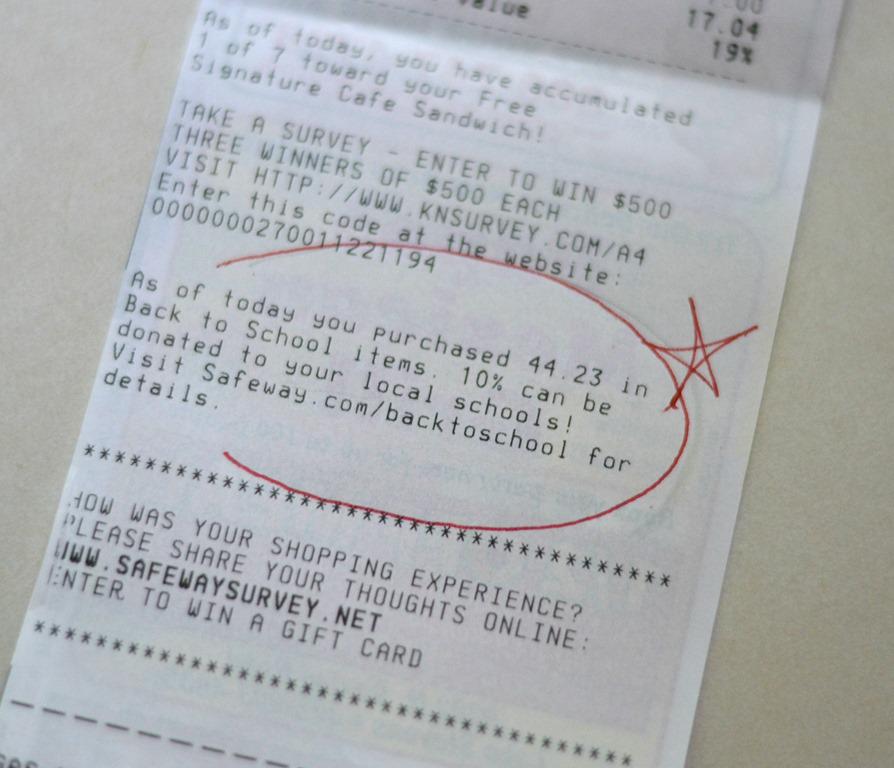 Value 17.04
19%
As of today, you have accumulated
1 of 7 toward your Free
Signature Cafe Sandwich!
TAKE A SURVEY - ENTER TO WIN $500
THREE WINNERS OF $500 EACH
VISIT HTTP://WWW.KNSURVEY.COM/A4
Enter this code at the website:
0000000270011221194
As of today you purchased 44.23 in
Back to School items. 10% can be
donated to your local schools!
Visit Safeway.com/backtoschool for
details.
****************************************
HOW WAS YOUR SHOPPING EXPERIENCE?
PLEASE SHARE YOUR THOUGHTS ONLINE:
WWW.SAFEWAYSURVEY.NET
ENTER TO WIN A GIFT CARD
****************************************